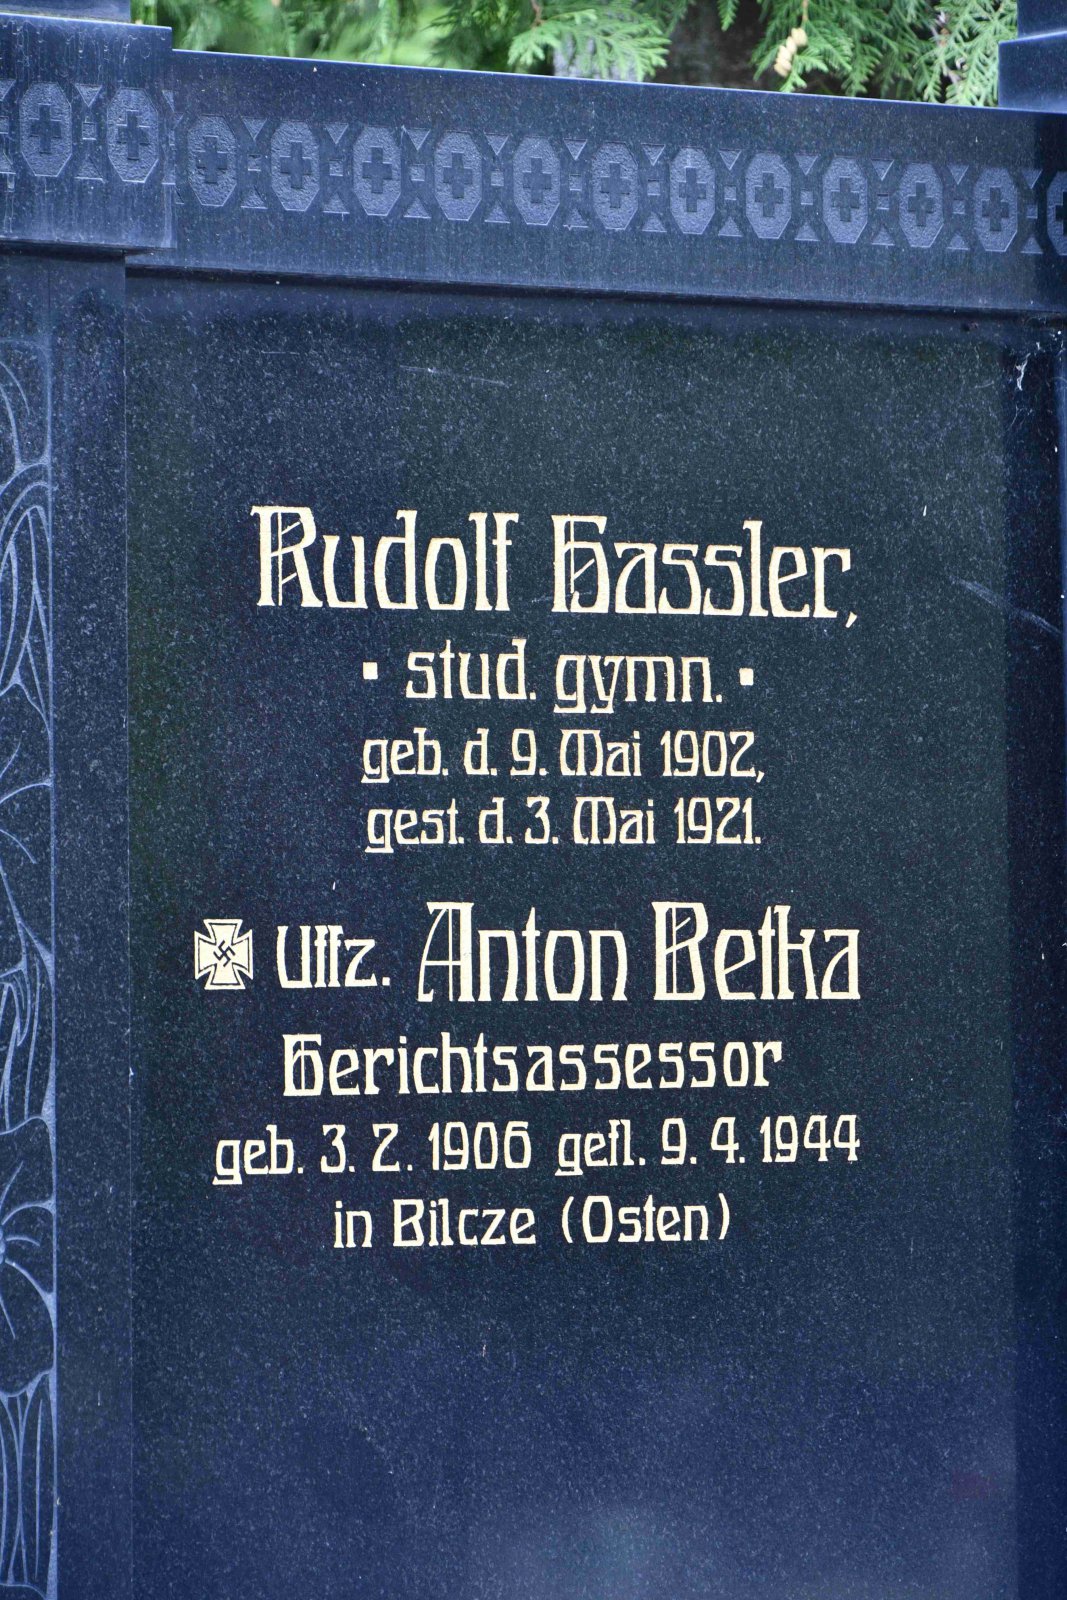 Rudolf Gassler,
▪ stud. gymn. ▪
geb. d. 9. Mai 1902,
gest. d. 3. Mai 1921.
Uffz. Anton Betka
Gerichtsassessor
geb. 3. 2. 1906 gefl. 9. 4. 1944
in Bilcze (Osten)